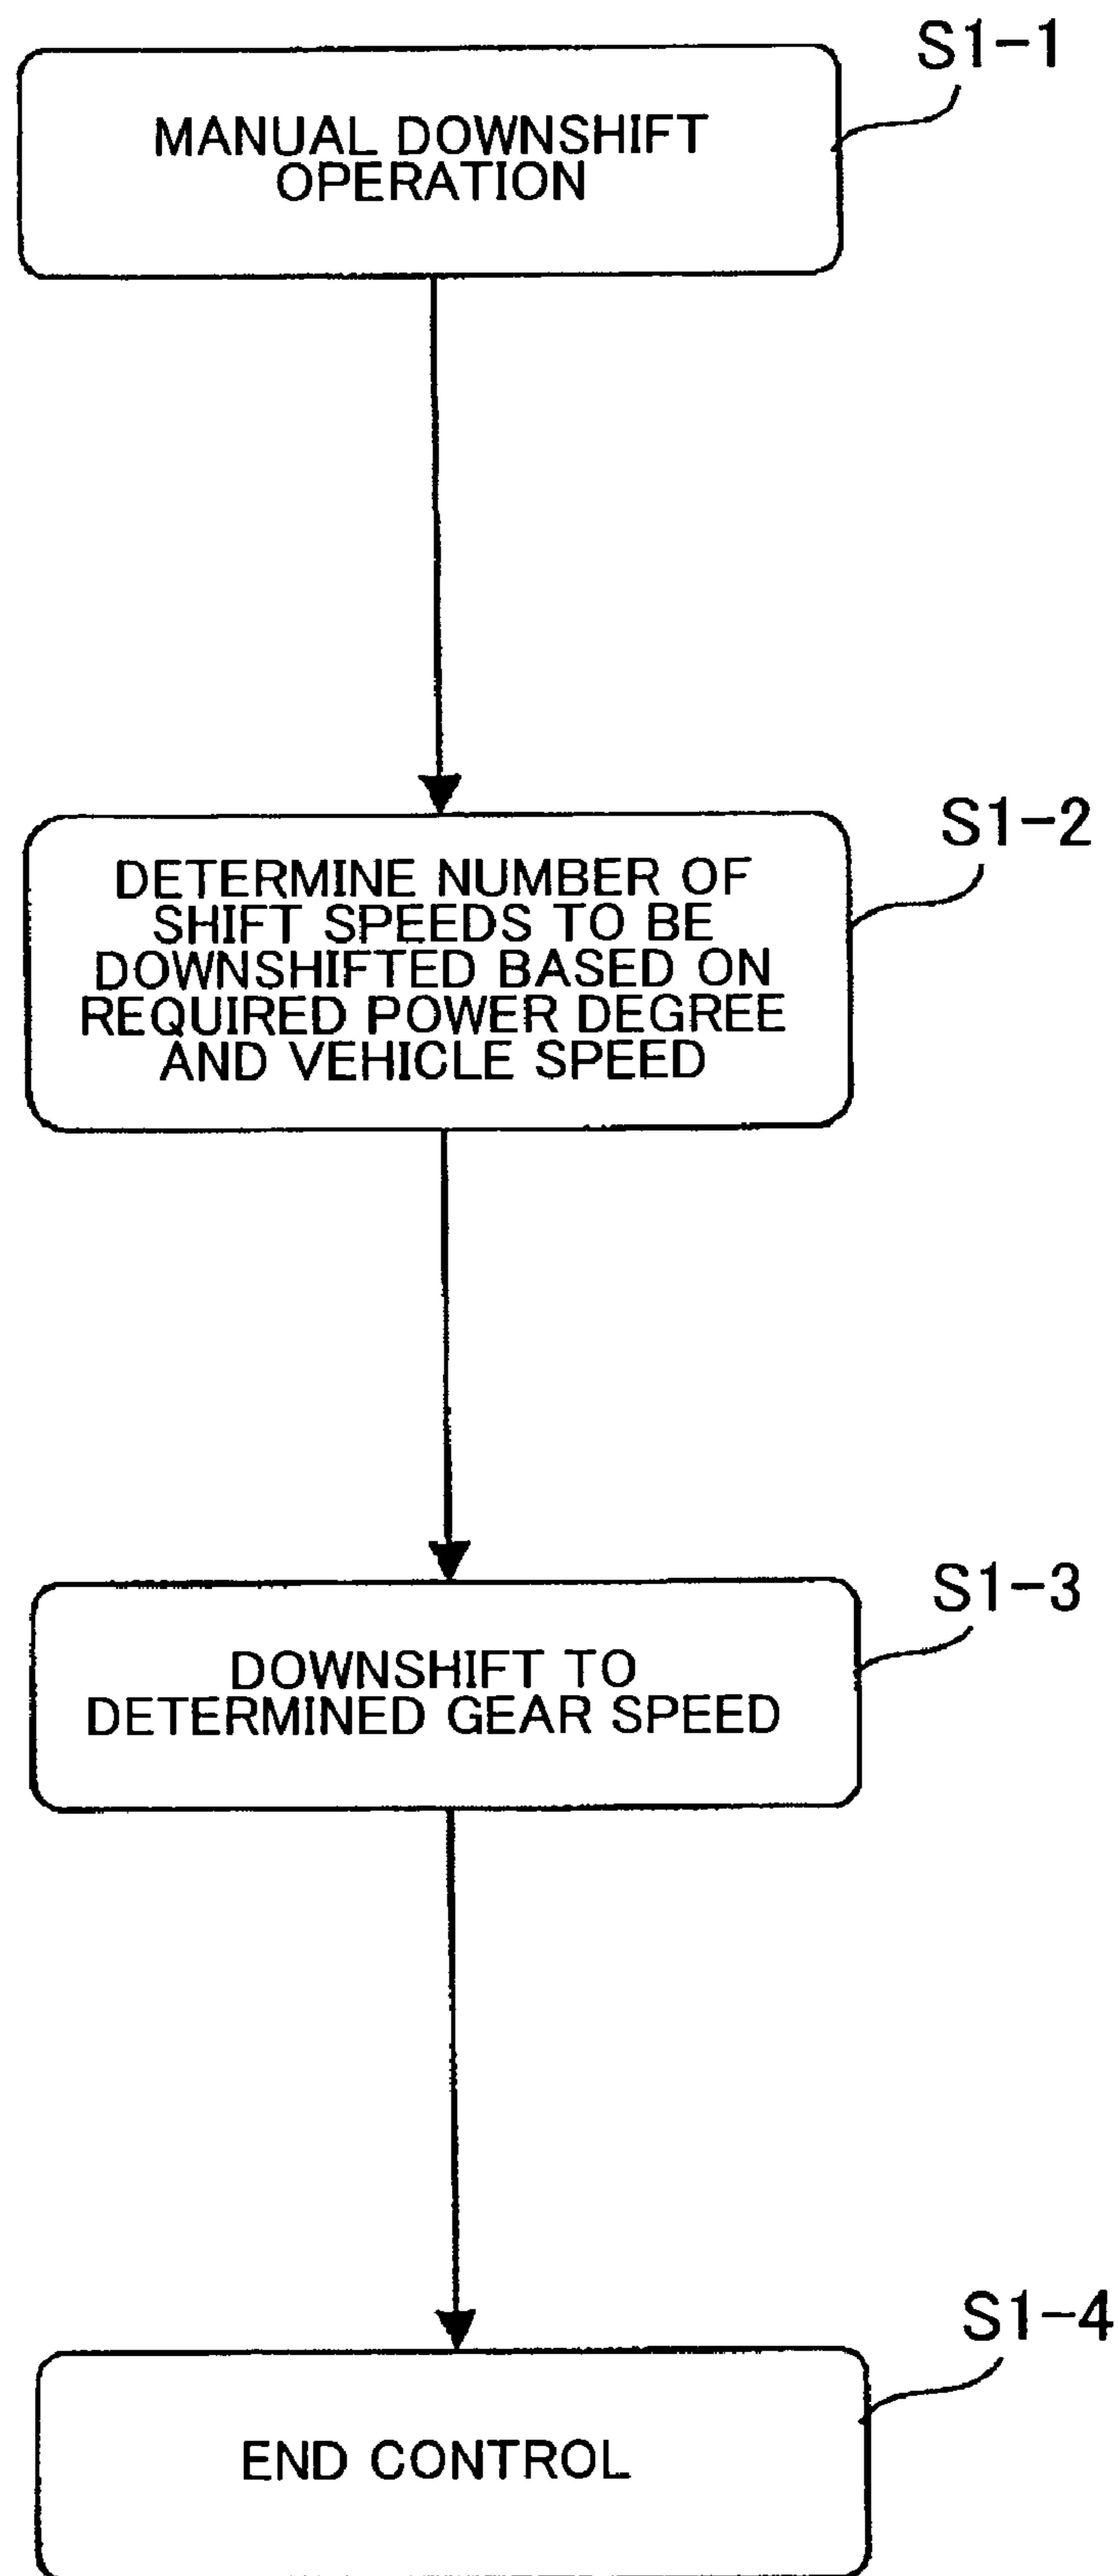 S1-1
MANUAL DOWNSHIFT
OPERATION
S1-2
DETERMINE NUMBER OF
SHIFT SPEEDS TO BE
DOWNSHIFTED BASED ON
REQUIRED POWER DEGREE
AND VEHICLE SPEED
S1-3
DOWNSHIFT TO
DETERMINED GEAR SPEED
S1-4
END CONTROL